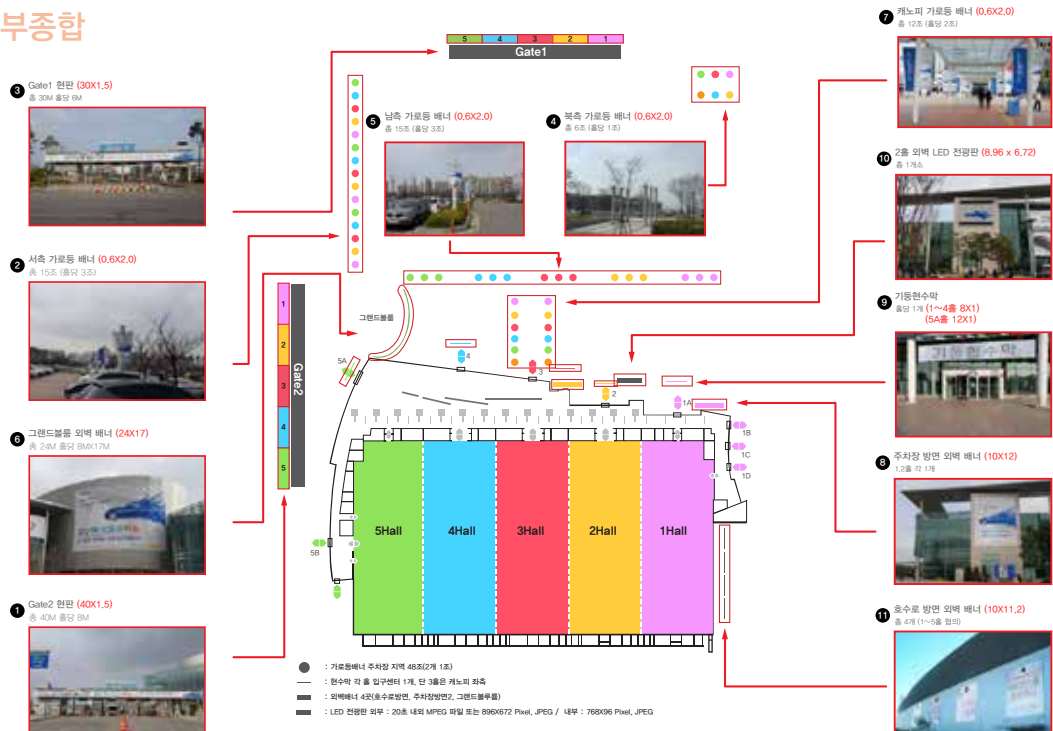 부종합
5 4 3 2 1
Gate1
3 Gate1 현판 (30X1.5)
총 30M 홀당 6M
2 서측 가로등 배너 (0.6X2.0)
총 15조 (홀당 3조)
6 그랜드볼룸 외벽 배너 (24X17)
총 24M 홀당 8MX17M
1 Gate2 현판 (40X1.5)
총 40M 홀당 8M
5 남측 가로등 배너 (0.6X2.0)
총 15조 (홀당 3조)
4 북측 가로등 배너 (0.6X2.0)
총 6조 (홀당 1조)
7 캐노피 가로등 배너 (0.6X2.0)
총 12조 (홀당 2조)
10 2홀 외벽 LED 전광판 (8.96 x 6.72)
총 1개소
9 기둥현수막
홀당 1개 (1~4홀 8X1)
(5A홀 12X1)
기둥현수막
8 주차장 방면 외벽 배너 (10X12)
1,2홀 각 1개
11 호수로 방면 외벽 배너 (10X11.2)
총 4개 (1~5홀 협의)
1
2
3
4
5
Gate2
그랜드볼룸
5A
4
3
2
1A
1B
1C
1D
5B
5Hall
4Hall
3Hall
2Hall
1Hall
: 가로등배너 주차장 지역 48조(2개 1조)
: 현수막 각 홀 입구센터 1개, 단 3홀은 캐노피 좌측
: 외벽배너 4곳(호수로방면, 주차장방면2, 그랜드볼루룸)
: LED 전광판 외부 : 20초 내외 MPEG 파일 또는 896X672 Pixel, JPEG / 내부 : 768X96 Pixel, JPEG